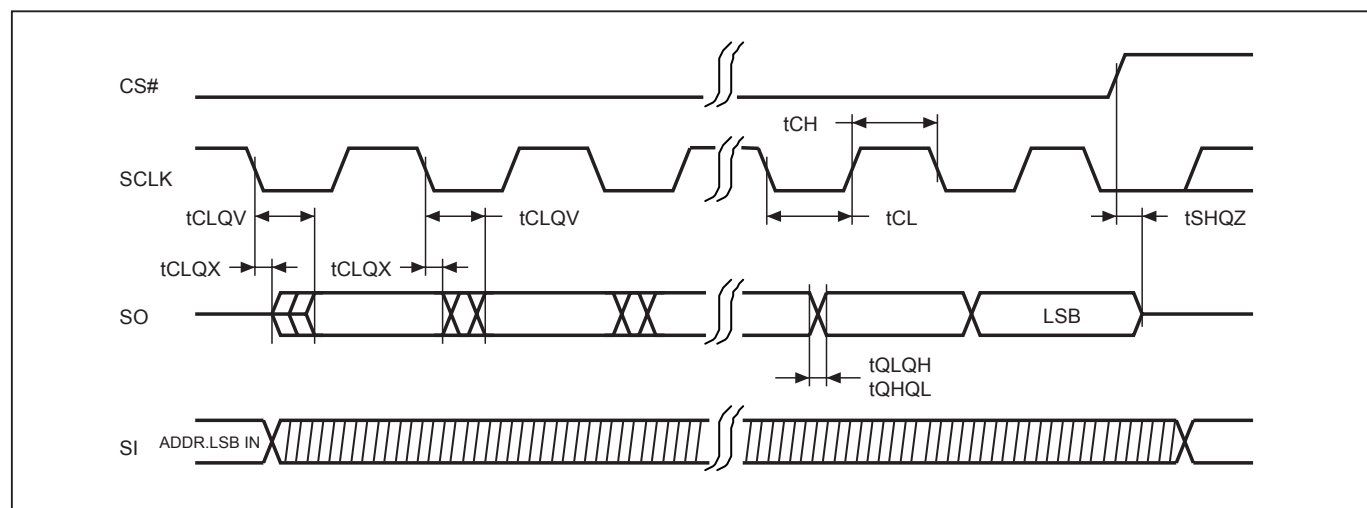 CS#
tCH
SCLK
tCLQV
tCLQV
tCL
tSHQZ
tCLQX
tCLQX
SO
LSB
tQLQH
tQHQL
SI
ADDR.LSB IN